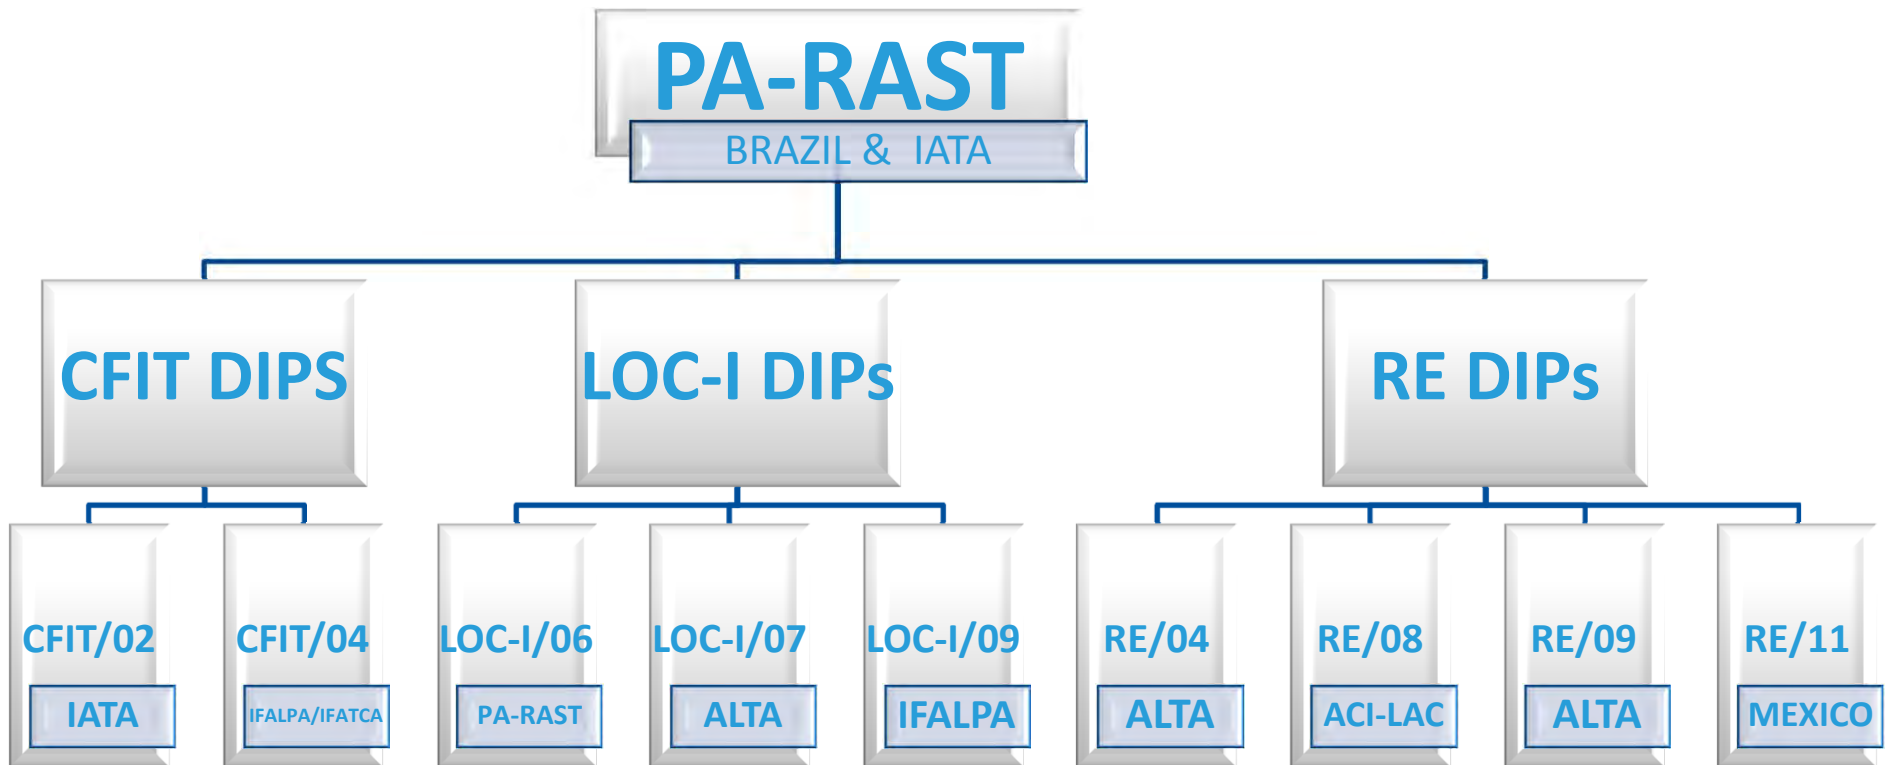 PA-RAST
BRAZIL & IATA
CFIT DIPS
LOC-I DIPs
RE DIPs
CFIT/02
IATA
CFIT/04
IFALPA/IFATCA
LOC-I/06
PA-RAST
LOC-I/07
ALTA
LOC-I/09
IFALPA
RE/04
ALTA
RE/08
ACI-LAC
RE/09
ALTA
RE/11
MEXICO